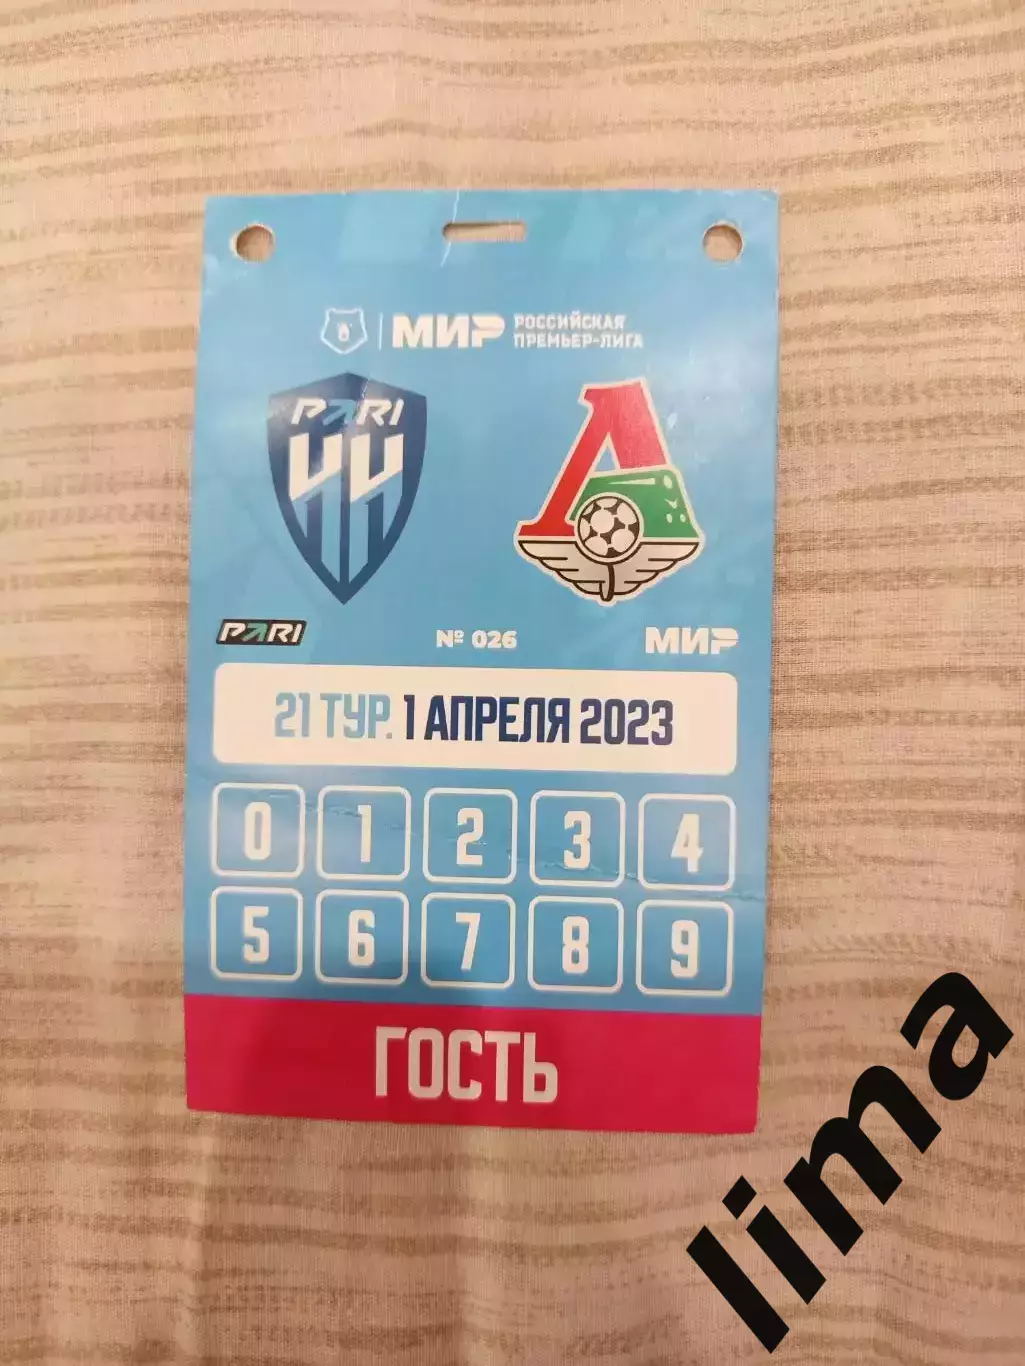 МИР РОССИЙСКАЯ
ПРЕМЬЕР-ЛИГА
PARI
НН
Л
PARI № 026 МИР
21 ТУР. 1 АПРЕЛЯ 2023
0 1 2 3 4
5 6 7 8 9
ГОСТЬ
lima